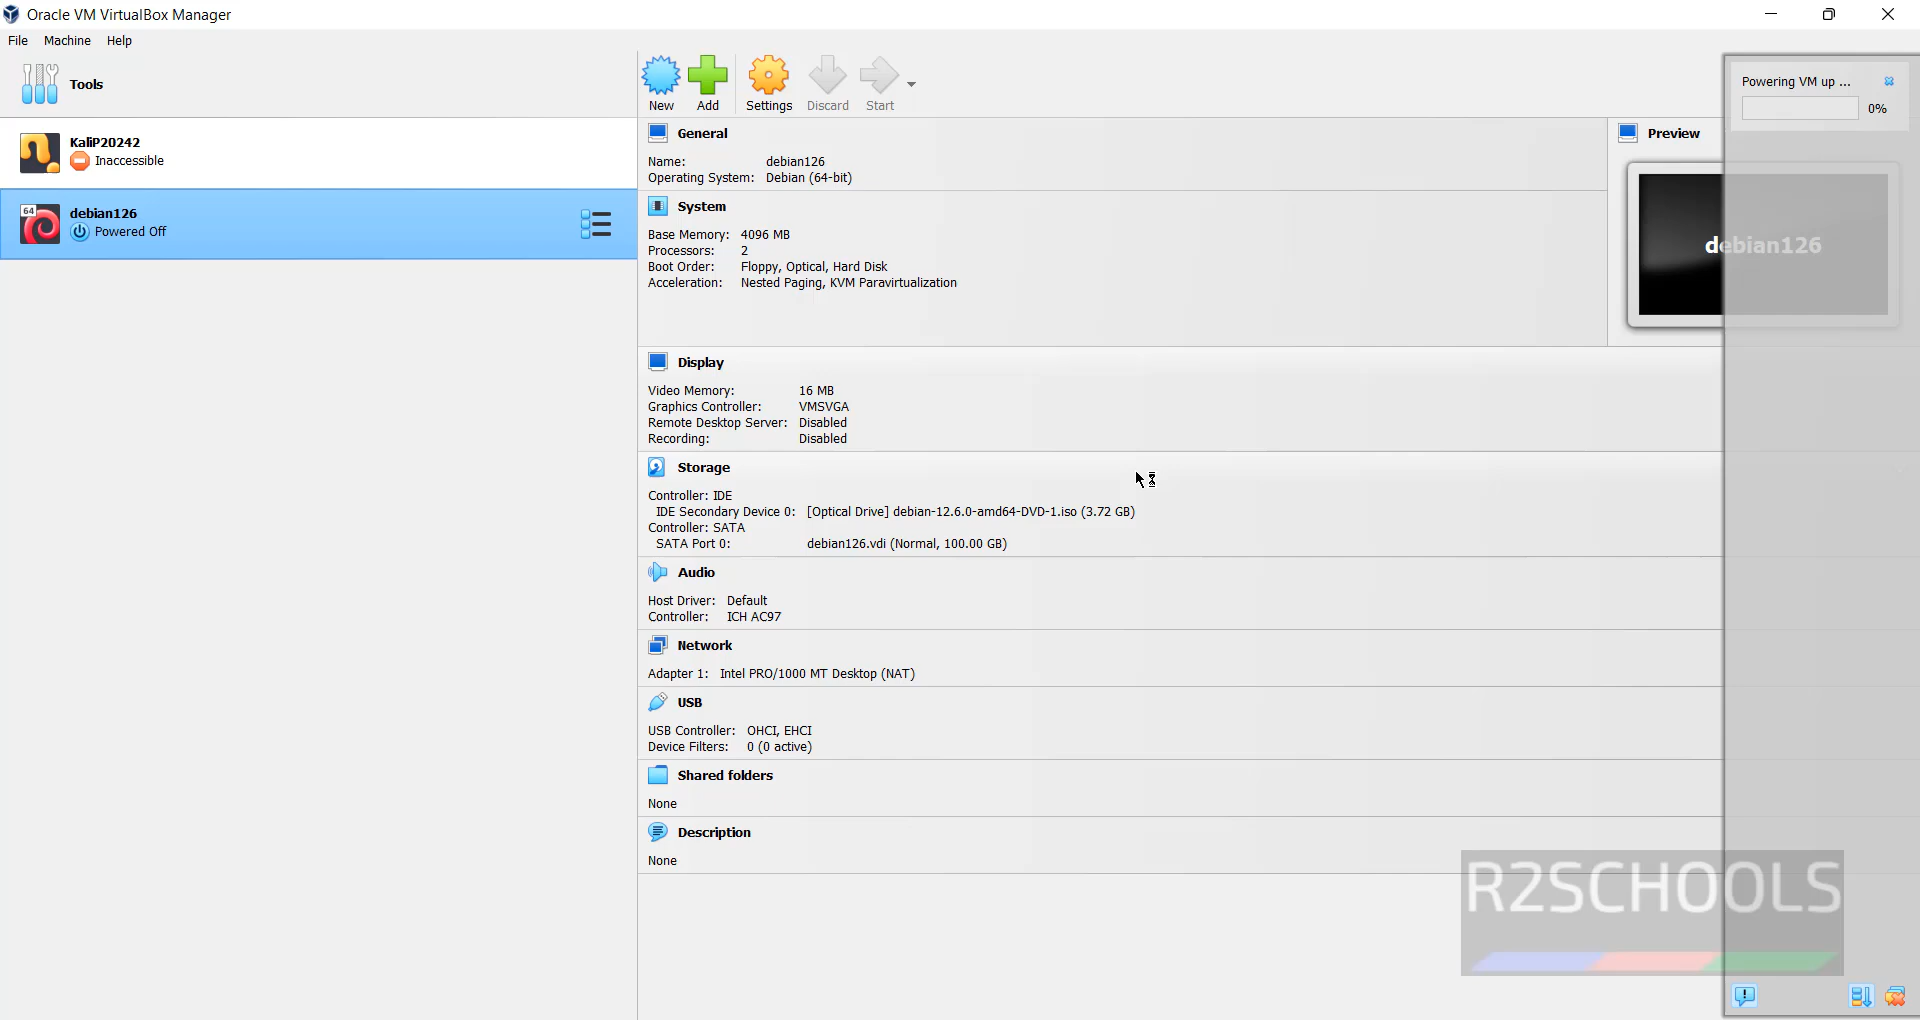 Oracle VM VirtualBox Manager
File Machine Help
Tools
New Add Settings Discard Start
Powering VM up ...
0%
KaliP20242
Inaccessible
64
debian126
Powered Off
General
Name: debian126
Operating System: Debian (64-bit)
Preview
debian126
System
Base Memory: 4096 MB
Processors: 2
Boot Order: Floppy, Optical, Hard Disk
Acceleration: Nested Paging, KVM Paravirtualization
Display
Video Memory: 16 MB
Graphics Controller: VMSVGA
Remote Desktop Server: Disabled
Recording: Disabled
Storage
Controller: IDE
IDE Secondary Device 0: [Optical Drive] debian-12.6.0-amd64-DVD-1.iso (3.72 GB)
Controller: SATA
SATA Port 0: debian126.vdi (Normal, 100.00 GB)
Audio
Host Driver: Default
Controller: ICH AC97
Network
Adapter 1: Intel PRO/1000 MT Desktop (NAT)
USB
USB Controller: OHCI, EHCI
Device Filters: 0 (0 active)
Shared folders
None
Description
None
R2SCHOOLS